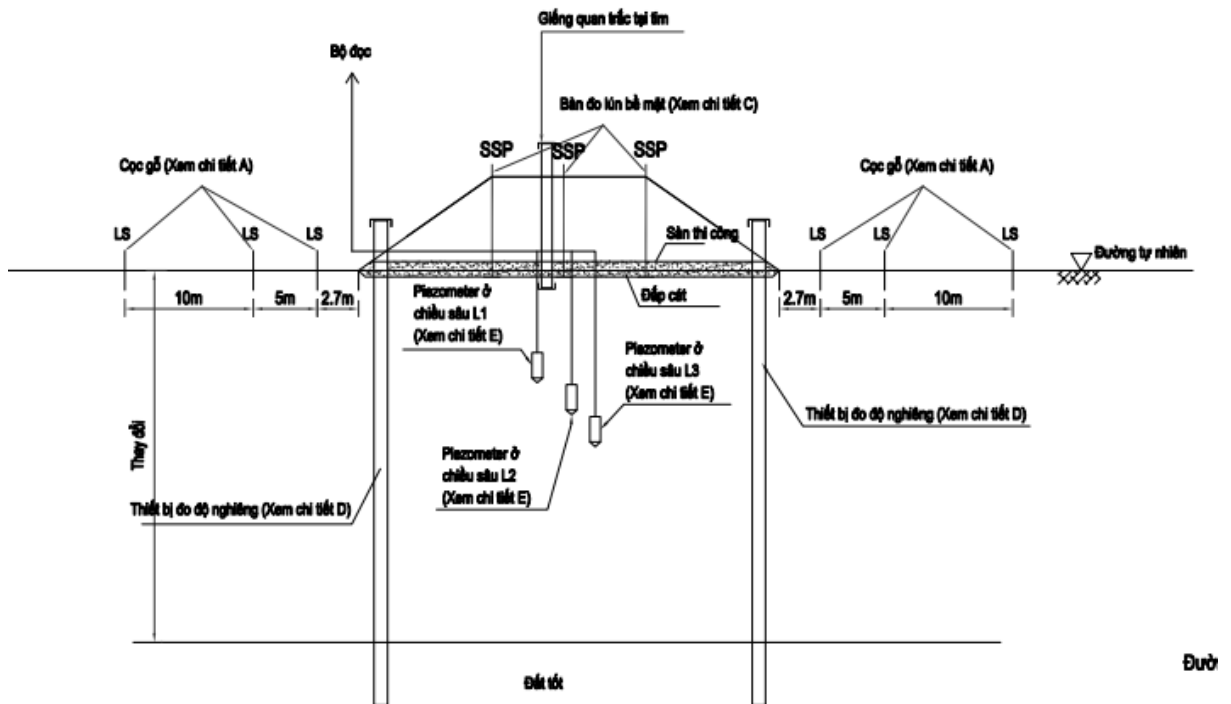 Giếng quan trắc tại tim
Bộ đọc
Bàn đo lún bề mặt (Xem chi tiết C)
SSP
SSP
SSP
Cọc gỗ (Xem chi tiết A)
Cọc gỗ (Xem chi tiết A)
LS
LS
LS
LS
LS
LS
Sàn thi công
Đường tự nhiên
10m
5m
2.7m
Đắp cát
2.7m
5m
10m
Piezometer ở
chiều sâu L1
(Xem chi tiết E)
Piezometer ở
chiều sâu L3
(Xem chi tiết E)
Thiết bị đo độ nghiêng (Xem chi tiết D)
Thay đổi
Piezometer ở
chiều sâu L2
(Xem chi tiết E)
Thiết bị đo độ nghiêng (Xem chi tiết D)
Đất tốt